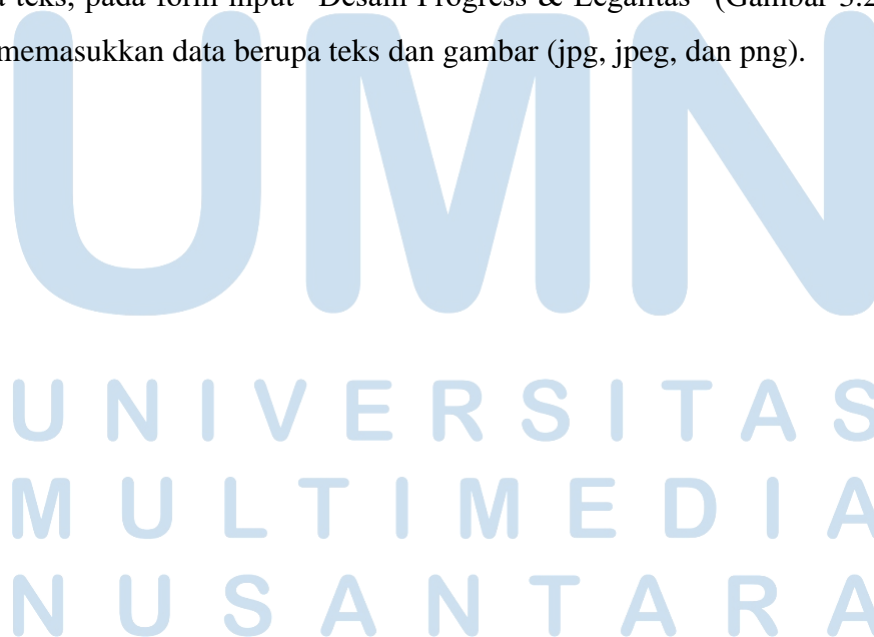 teks, pada form input "Desain Progress & Legalitas" (Gambar 3.2
memasukkan data berupa teks dan gambar (jpg, jpeg, dan png).
UMN
UNIVERSITAS
MULTIMEDIA
NUSANTARA